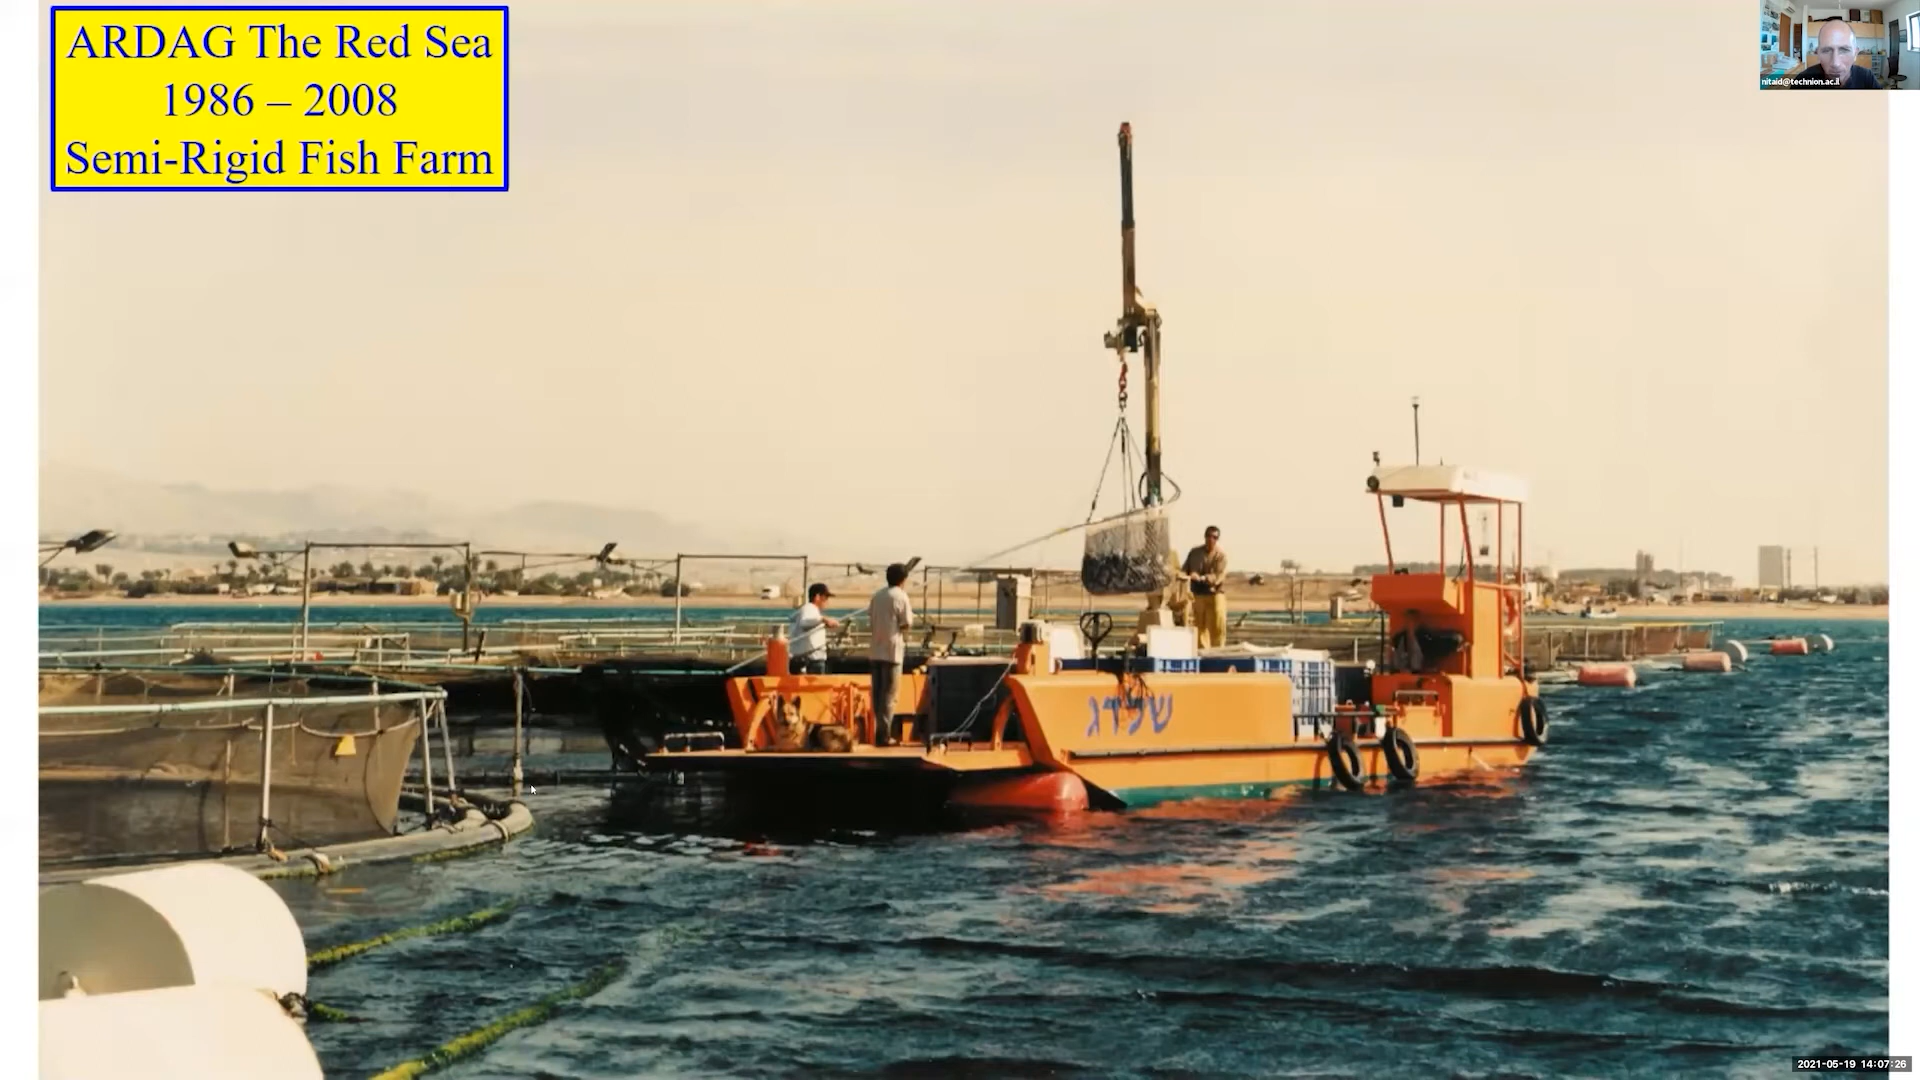 ARDAG The Red Sea
1986 – 2008
Semi-Rigid Fish Farm
nitaid@technion.ac.il
שלדג
2021-05-19 14:07:26